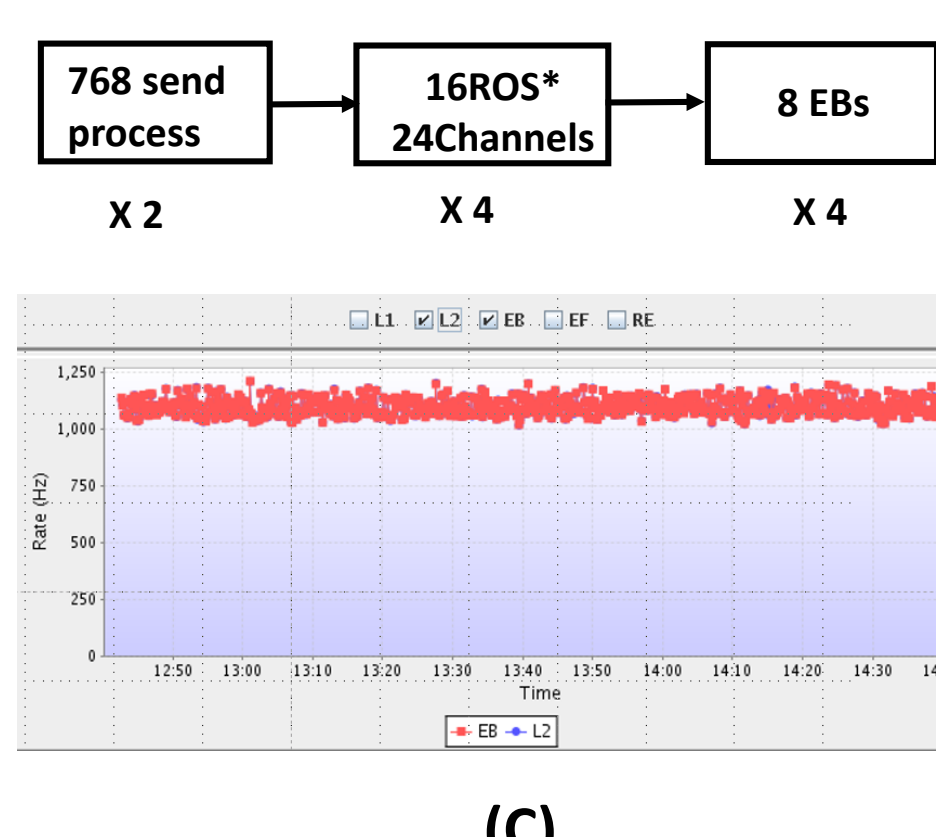 768 send
process
16ROS*
24Channels
8 EBs
X 2
X 4
X 4
L1 L2 EB EF RE
1,250
1,000
750
500
250
0
Rate (Hz)
12:50 13:00 13:10 13:20 13:30 13:40 13:50 14:00 14:10 14:20 14:30
Time
EB L2
(C)